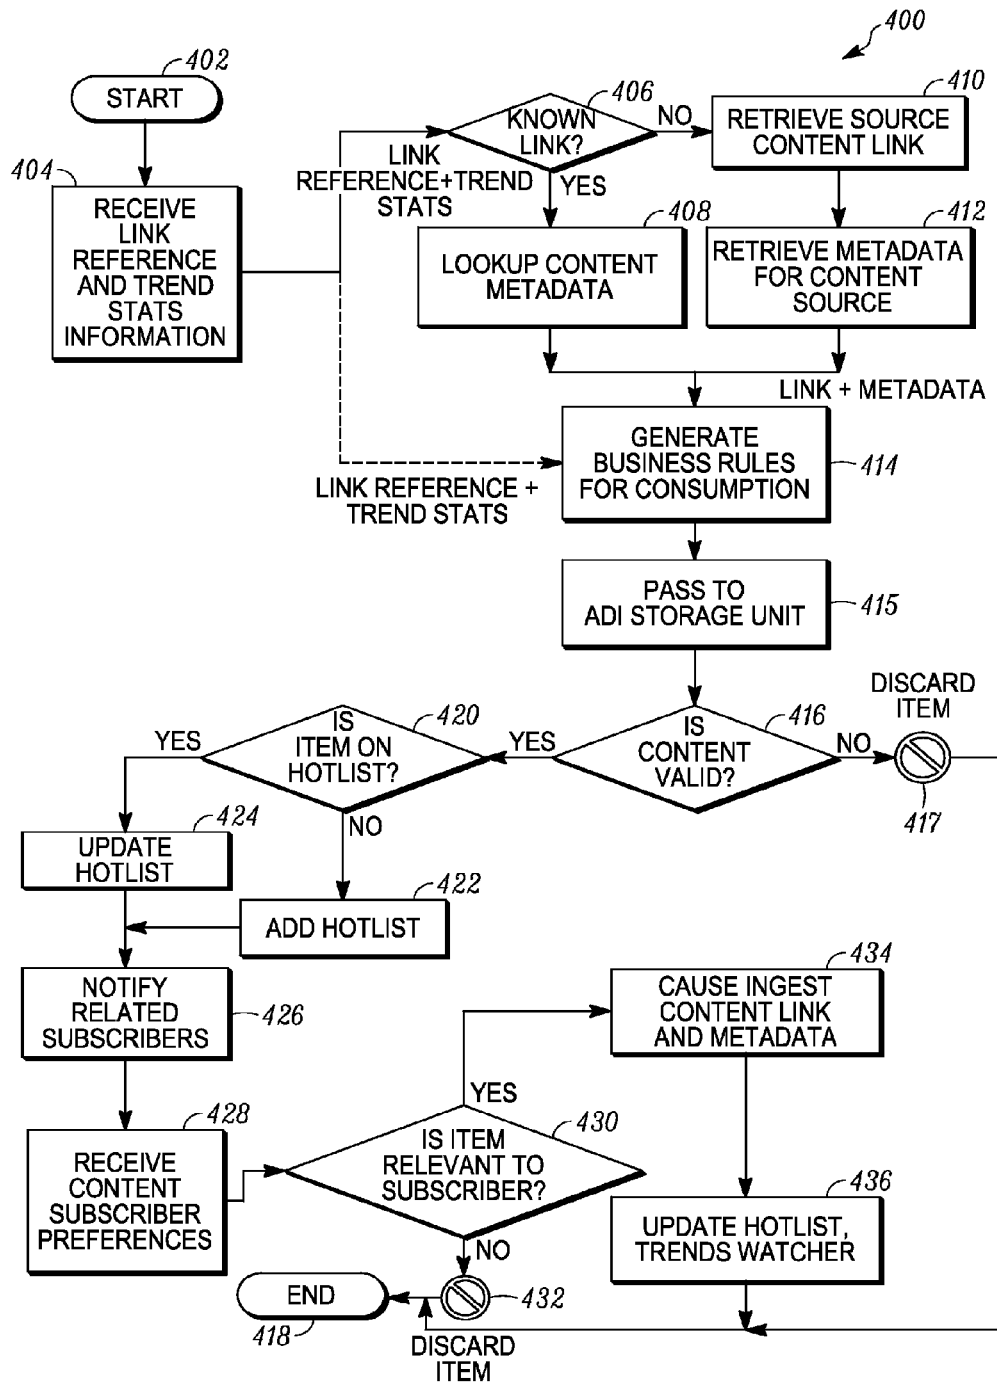 400
402
START
404
RECEIVE
LINK
REFERENCE
AND TREND
STATS
INFORMATION
406
KNOWN
LINK?
NO
YES
LINK
REFERENCE+TREND
STATS
410
RETRIEVE SOURCE
CONTENT LINK
408
LOOKUP CONTENT
METADATA
412
RETRIEVE METADATA
FOR CONTENT
SOURCE
LINK + METADATA
GENERATE
BUSINESS RULES
FOR CONSUMPTION
414
LINK REFERENCE +
TREND STATS
PASS TO
ADI STORAGE UNIT
415
IS
CONTENT
VALID?
416
NO
YES
DISCARD
ITEM
417
IS
ITEM ON
HOTLIST?
420
YES
NO
424
UPDATE
HOTLIST
422
ADD HOTLIST
NOTIFY
RELATED
SUBSCRIBERS
426
428
RECEIVE
CONTENT
SUBSCRIBER
PREFERENCES
IS ITEM
RELEVANT TO
SUBSCRIBER?
430
YES
NO
434
CAUSE INGEST
CONTENT LINK
AND METADATA
436
UPDATE HOTLIST,
TRENDS WATCHER
432
DISCARD
ITEM
END
418